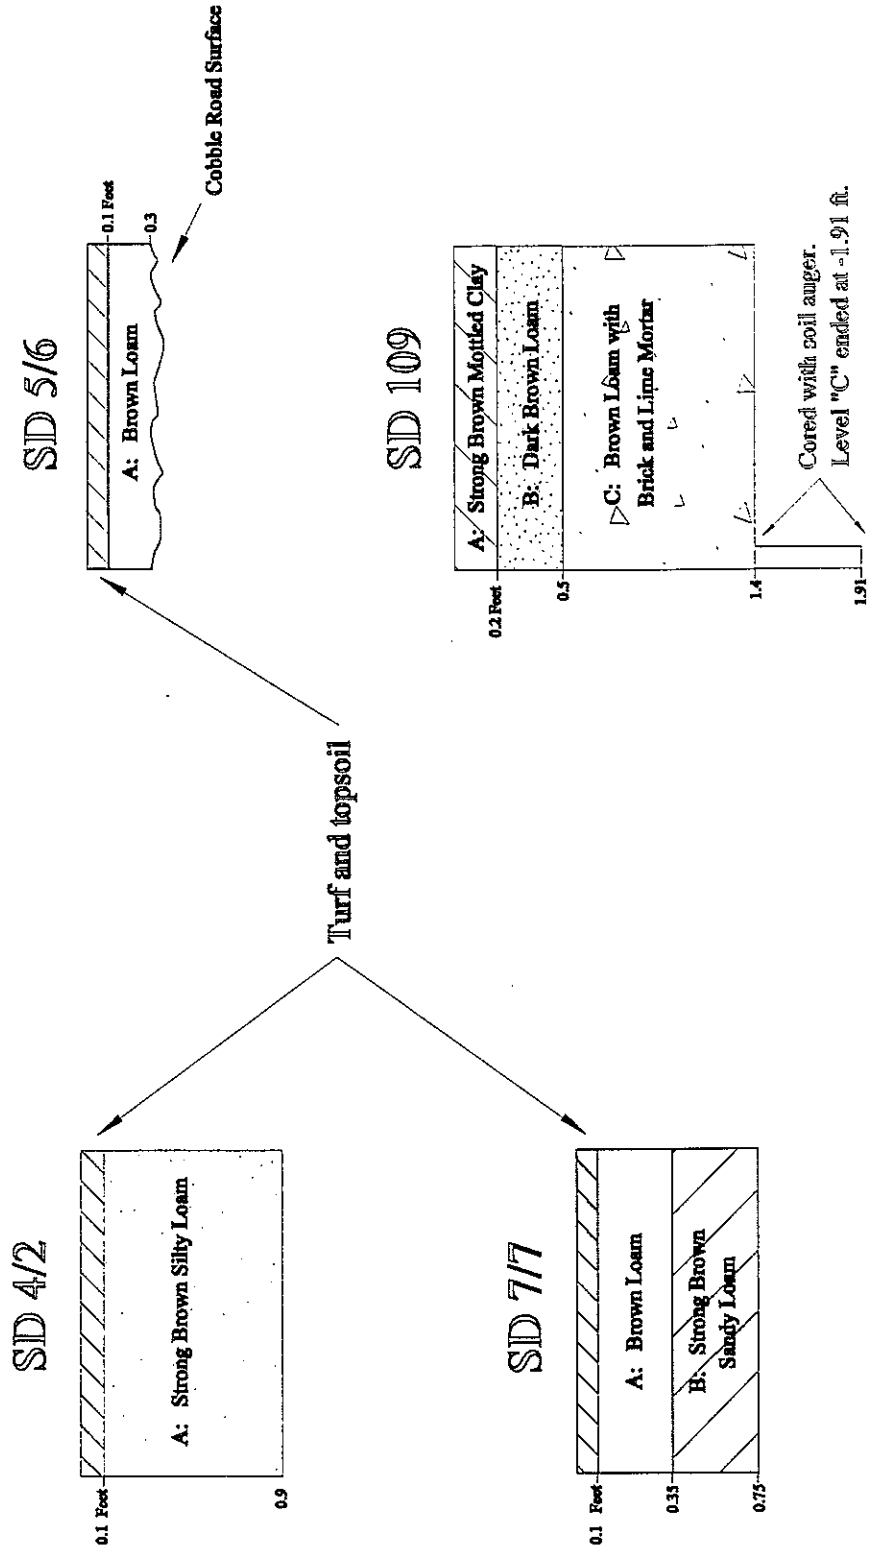 SD 4/2
0.1 Feet
A: Strong Brown Silty Loam
0.9
SD 5/6
0.1 Feet
A: Brown Loam
0.3
Cobble Road Surface
Turf and topsoil
SD 7/7
0.1 Feet
A: Brown Loam
0.35
B: Strong Brown
Sandy Loam
0.75
SD 109
A: Strong Brown Mottled Clay
0.2 Feet
B: Dark Brown Loam
0.5
C: Brown Loam with
Brick and Lime Mortar
1.4
1.91
Cored with soil auger.
Level "C" ended at -1.91 ft.